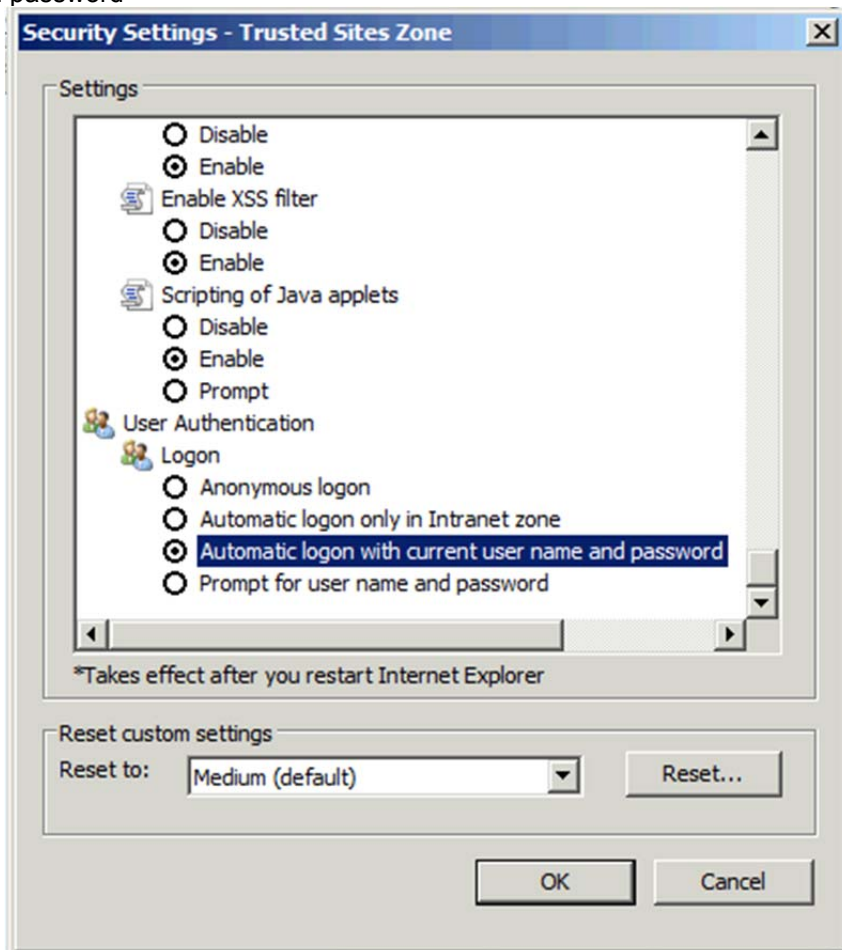 password
Security Settings - Trusted Sites Zone
Settings
Disable
Enable
Enable XSS filter
Disable
Enable
Scripting of Java applets
Disable
Enable
Prompt
User Authentication
Logon
Anonymous logon
Automatic logon only in Intranet zone
Automatic logon with current user name and password
Prompt for user name and password
*Takes effect after you restart Internet Explorer
Reset custom settings
Reset to:
Medium (default)
Reset...
OK
Cancel